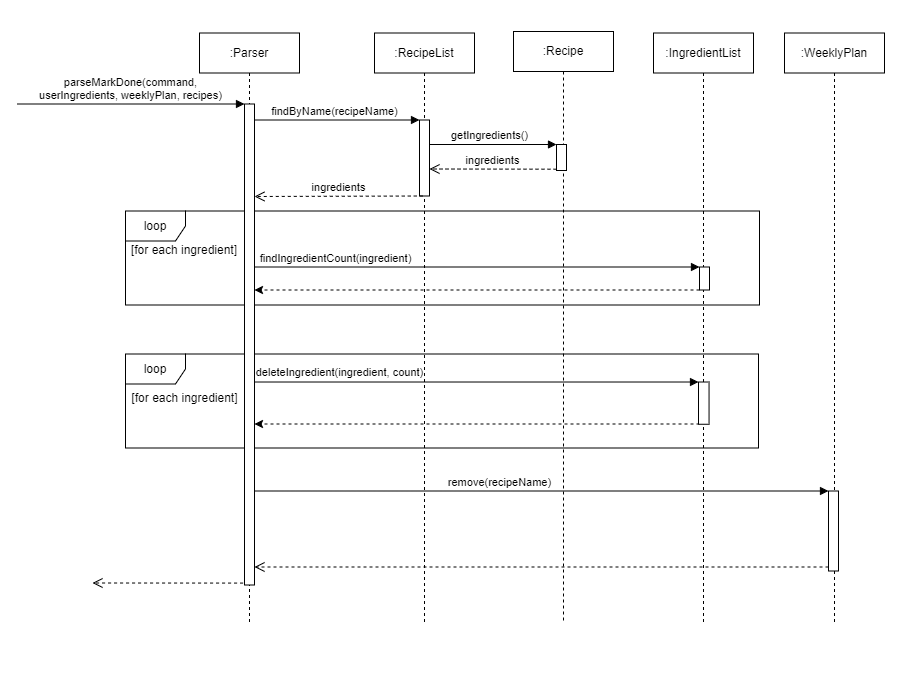 :Parser
:RecipeList
:Recipe
:IngredientList
:WeeklyPlan
parseMarkDone(command,
userIngredients, weeklyPlan, recipes)
findByName(recipeName)
getIngredients()
ingredients
ingredients
loop
[for each ingredient]
findIngredientCount(ingredient)
loop
deleteIngredient(ingredient, count)
[for each ingredient]
remove(recipeName)